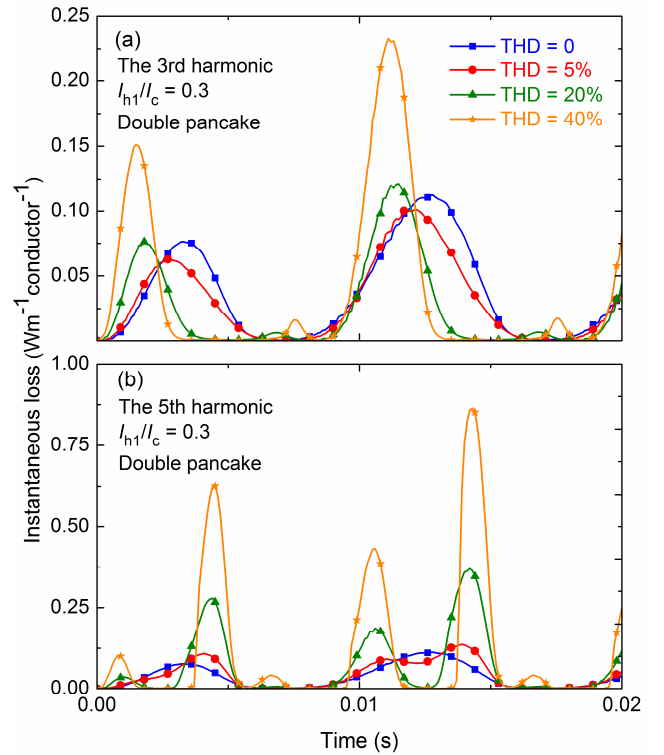 (a)
The 3rd harmonic
I_h1/I_c = 0.3
Double pancake
THD = 0
THD = 5%
THD = 20%
THD = 40%
0.25
0.20
0.15
0.10
0.05
Instantaneous loss (Wm⁻¹conductor⁻¹)
(b)
The 5th harmonic
I_h1/I_c = 0.3
Double pancake
1.00
0.75
0.50
0.25
0.00
0.00
0.01
0.02
Time (s)